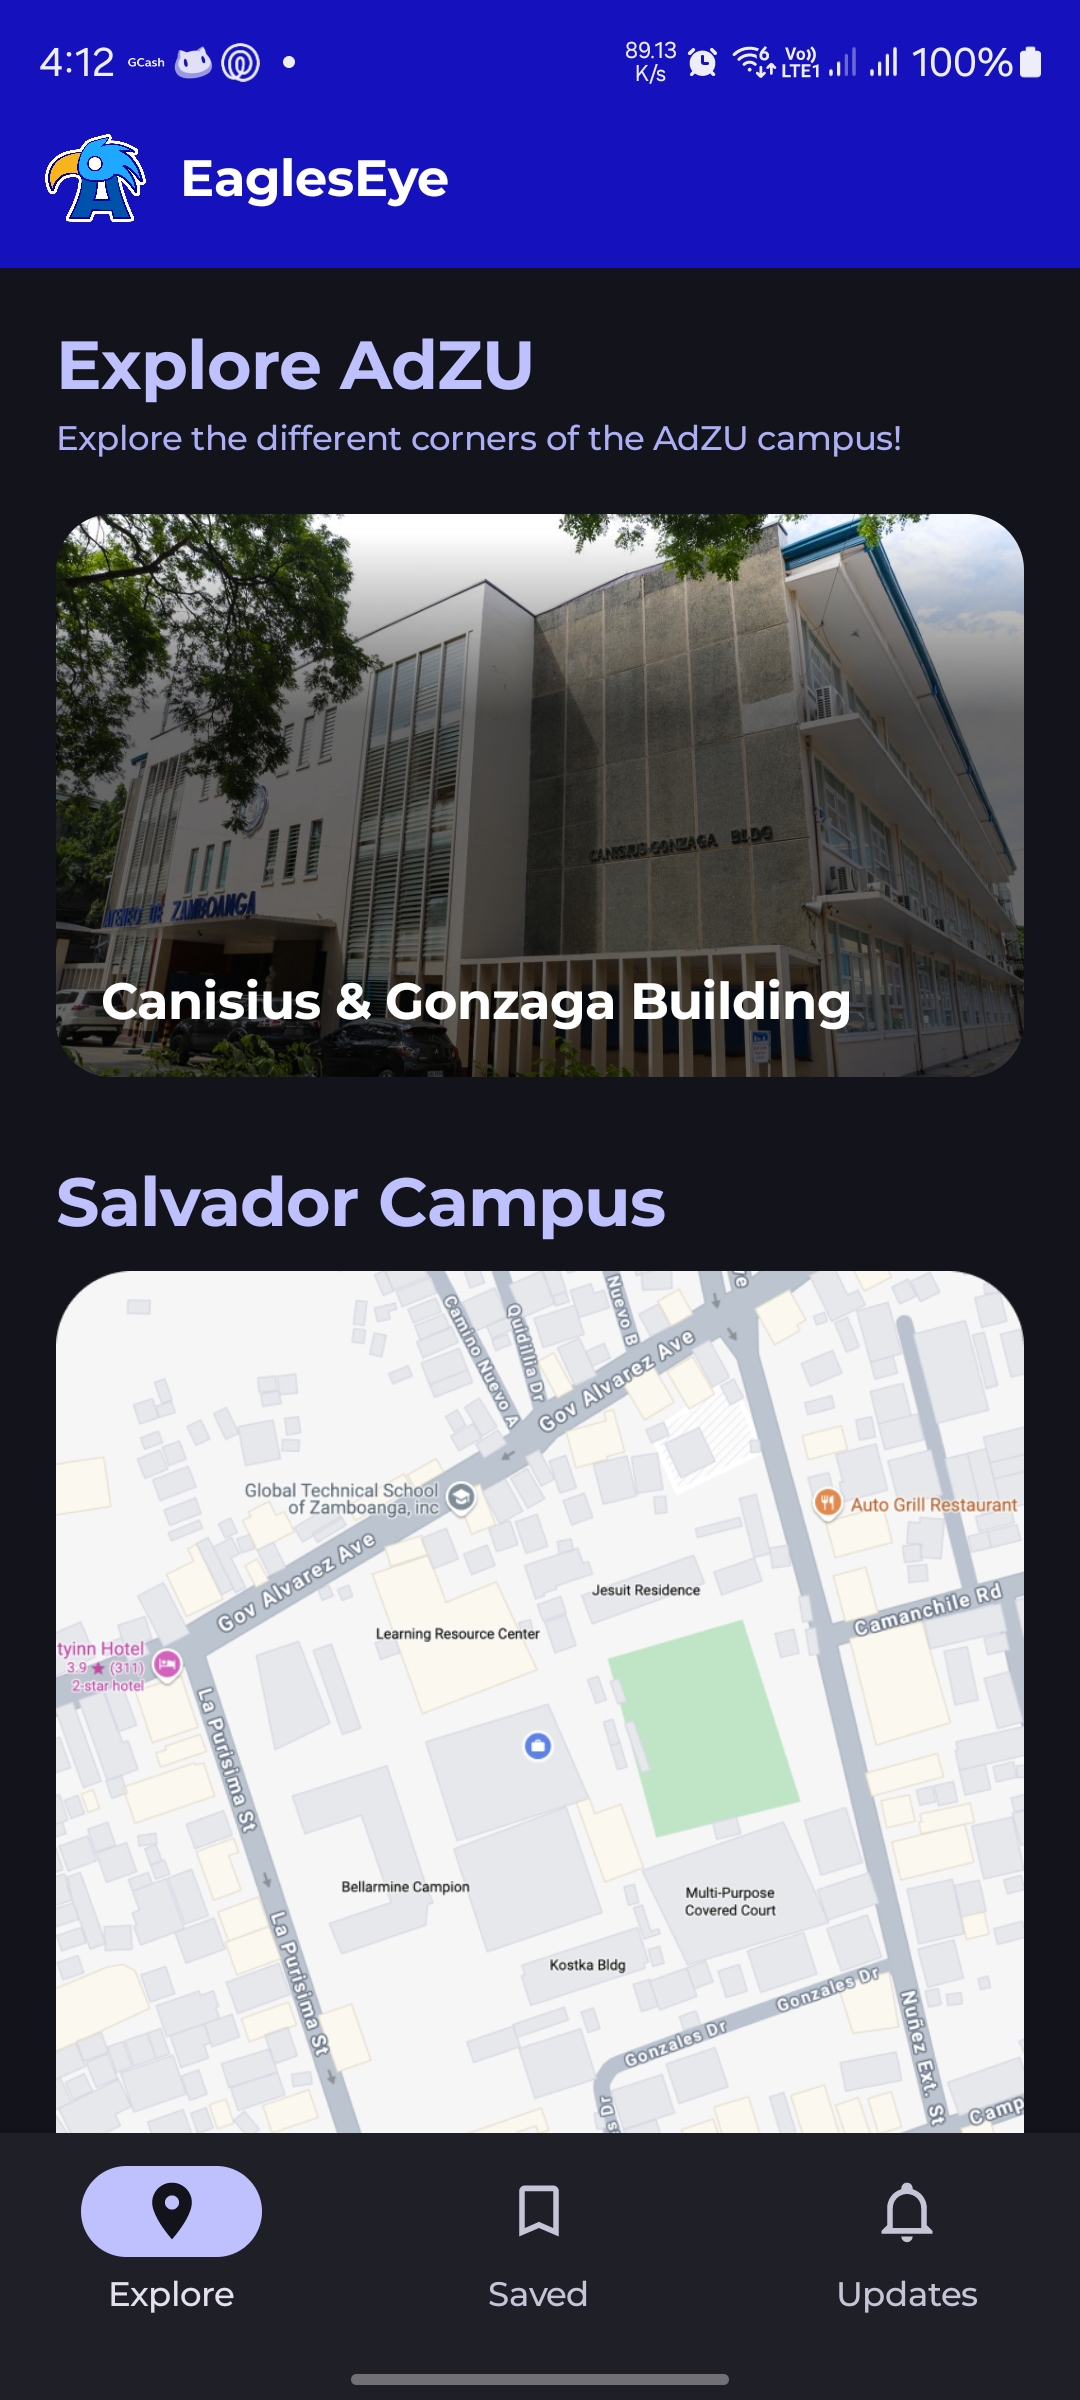 4:12 GCash 89.13 K/s 6 Vo)) LTE1 100%
EaglesEye
Explore AdZU
Explore the different corners of the AdZU campus!
CANISIUS-GONZAGA BLDG
ATENEO DE ZAMBOANGA
Canisius & Gonzaga Building
Salvador Campus
Camino Nuevo A
Quidillia Dr
Nuevo B
Gov Alvarez Ave
Global Technical School
of Zamboanga, inc
Auto Grill Restaurant
Gov Alvarez Ave
Jesuit Residence
Camanchile Rd
Learning Resource Center
tyinn Hotel
3.9 ★ (311)
2-star hotel
La Purisima St
Bellarmine Campion
Multi-Purpose
Covered Court
La Purisima St
Kostka Bldg
Gonzales Dr
Gonzales Dr
Nuñez Ext. St
Camp
Explore
Saved
Updates